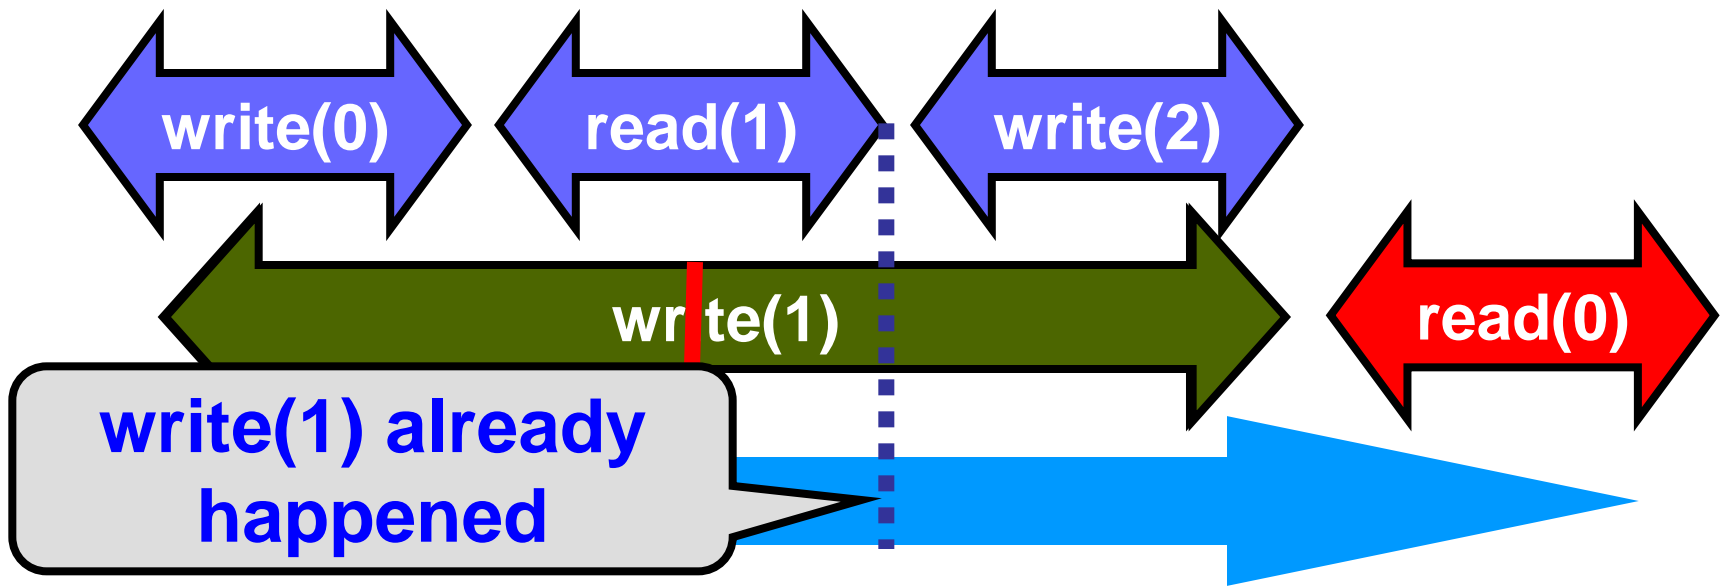 write(0) read(1) write(2)
write(1) read(0)
write(1) already
happened